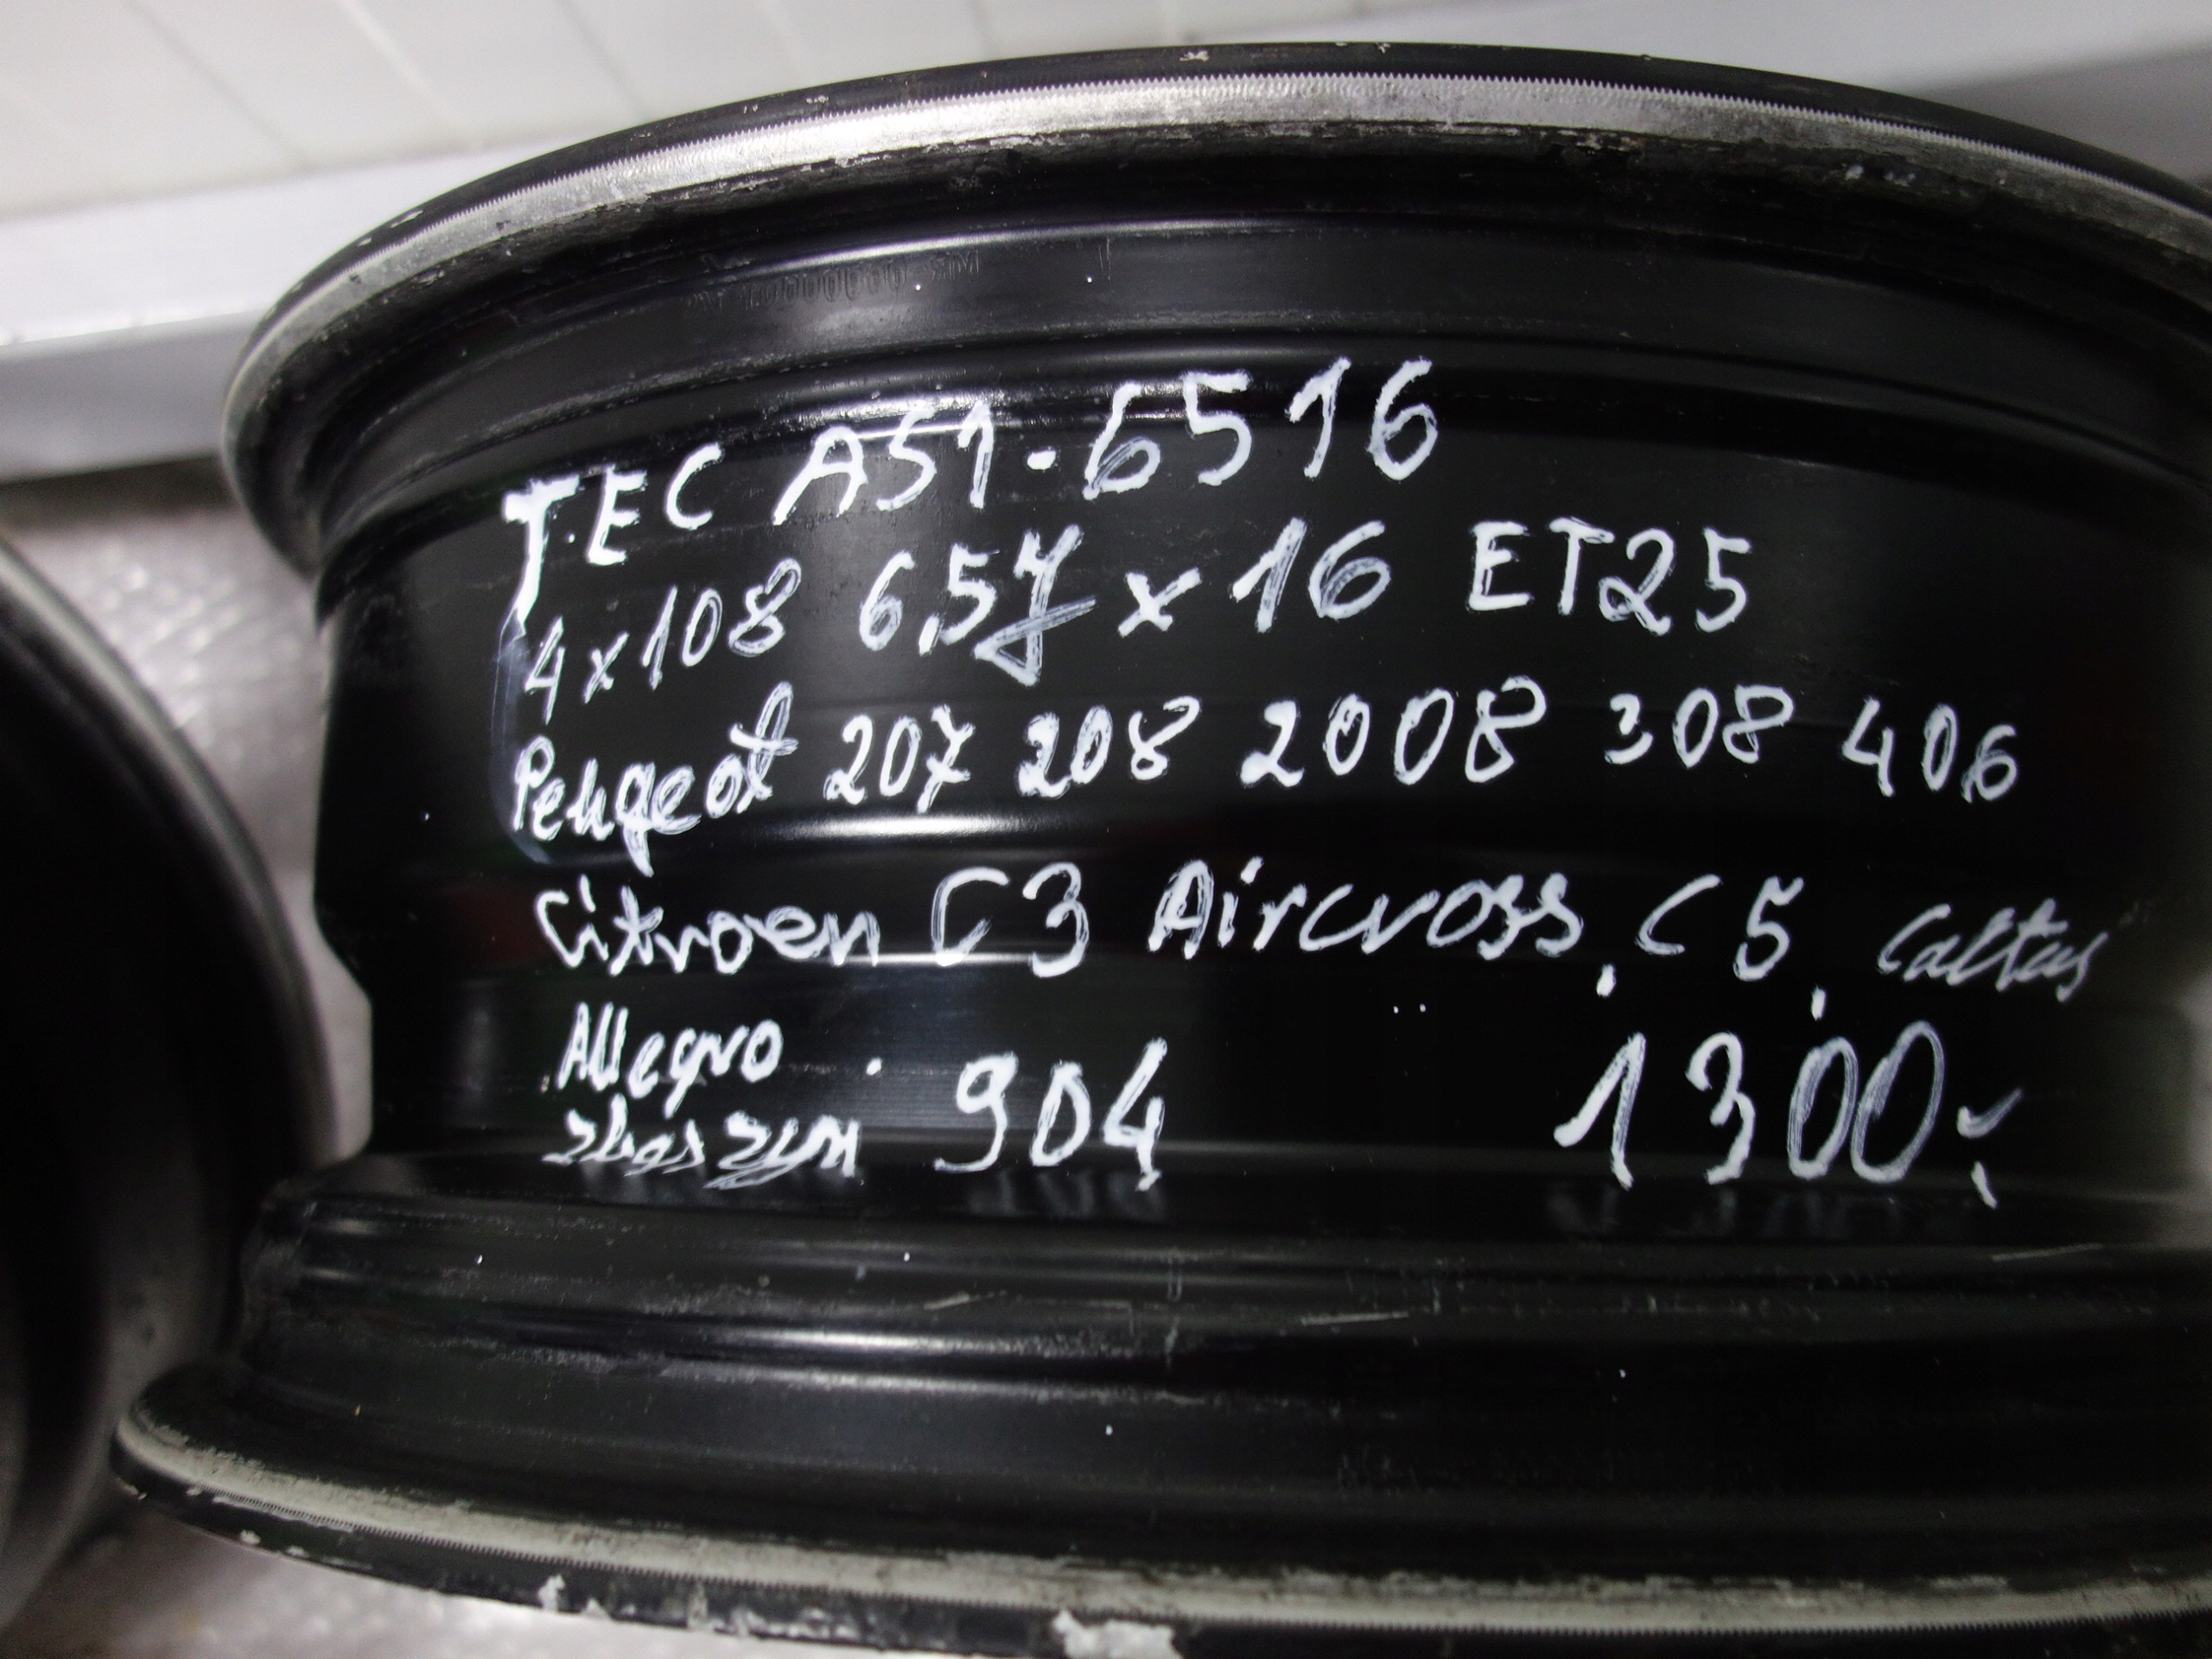 TEC AS1-6516
4x108 6,5J x 16 ET25
Peugeot 207 208 2008 308 406
Citroen C3 Aircross, C5, Cactus
Allegro
904 1300,-